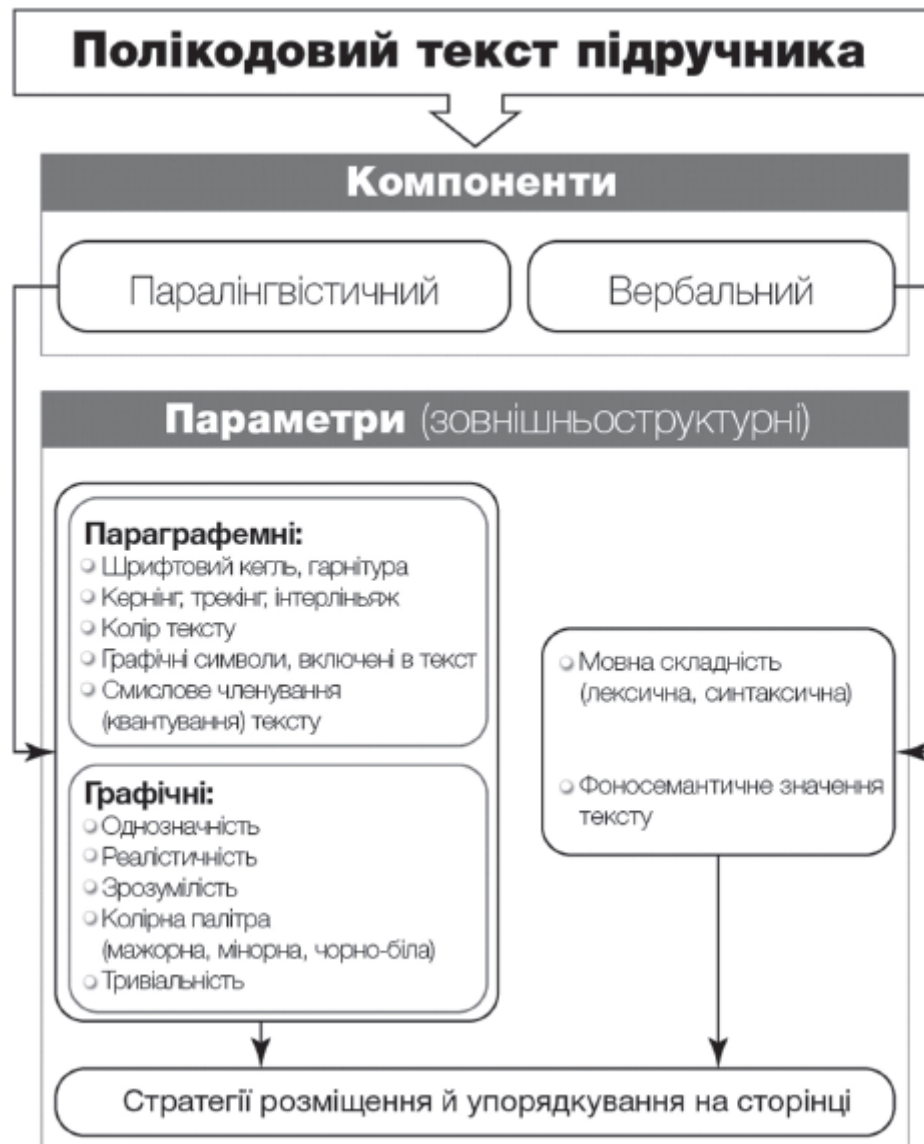 Полікодовий текст підручника
Компоненти
Паралінгвістичний
Вербальний
Параметри (зовнішньоструктурні)
Параграфемні:
Шрифтовий кегль, гарнітура
Кернінг, трекінг, інтерліньяж
Колір тексту
Графічні символи, включені в текст
Смислове членування
(квантування) тексту
Графічні:
Однозначність
Реалістичність
Зрозумілість
Колірна палітра
(мажорна, мінорна, чорно-біла)
Тривіальність
Мовна складність
(лексична, синтаксична)
Фоносемантичне значення
тексту
Стратегії розміщення й упорядкування на сторінці